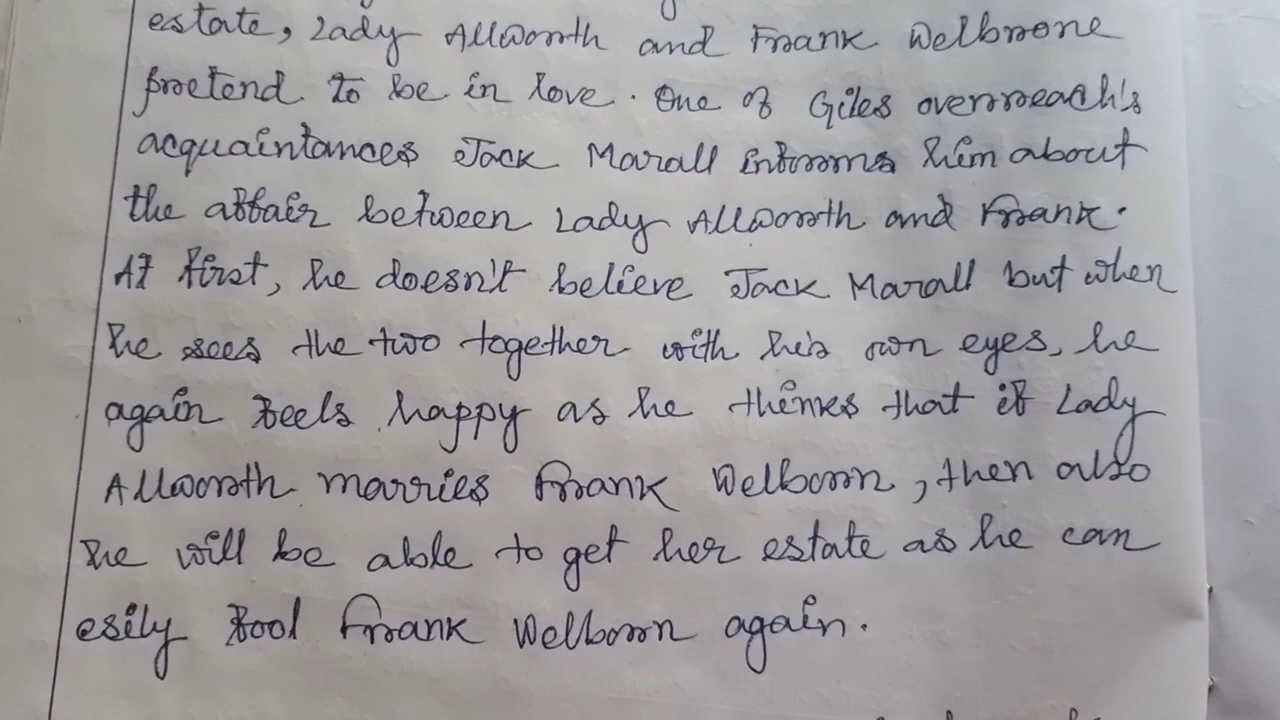 estate, Lady Allworth and Frank Welbrone
pretend to be in love. One of Giles overreach's
acquaintances Jack Marall informs him about
the affair between Lady Allworth and Frank.
At first, he doesn't believe Jack Marall but when
he sees the two together with his own eyes, he
again feels happy as he thinks that if Lady
Allworth marries Frank Welborn, then also
he will be able to get her estate as he can
esily fool Frank Welborn again.